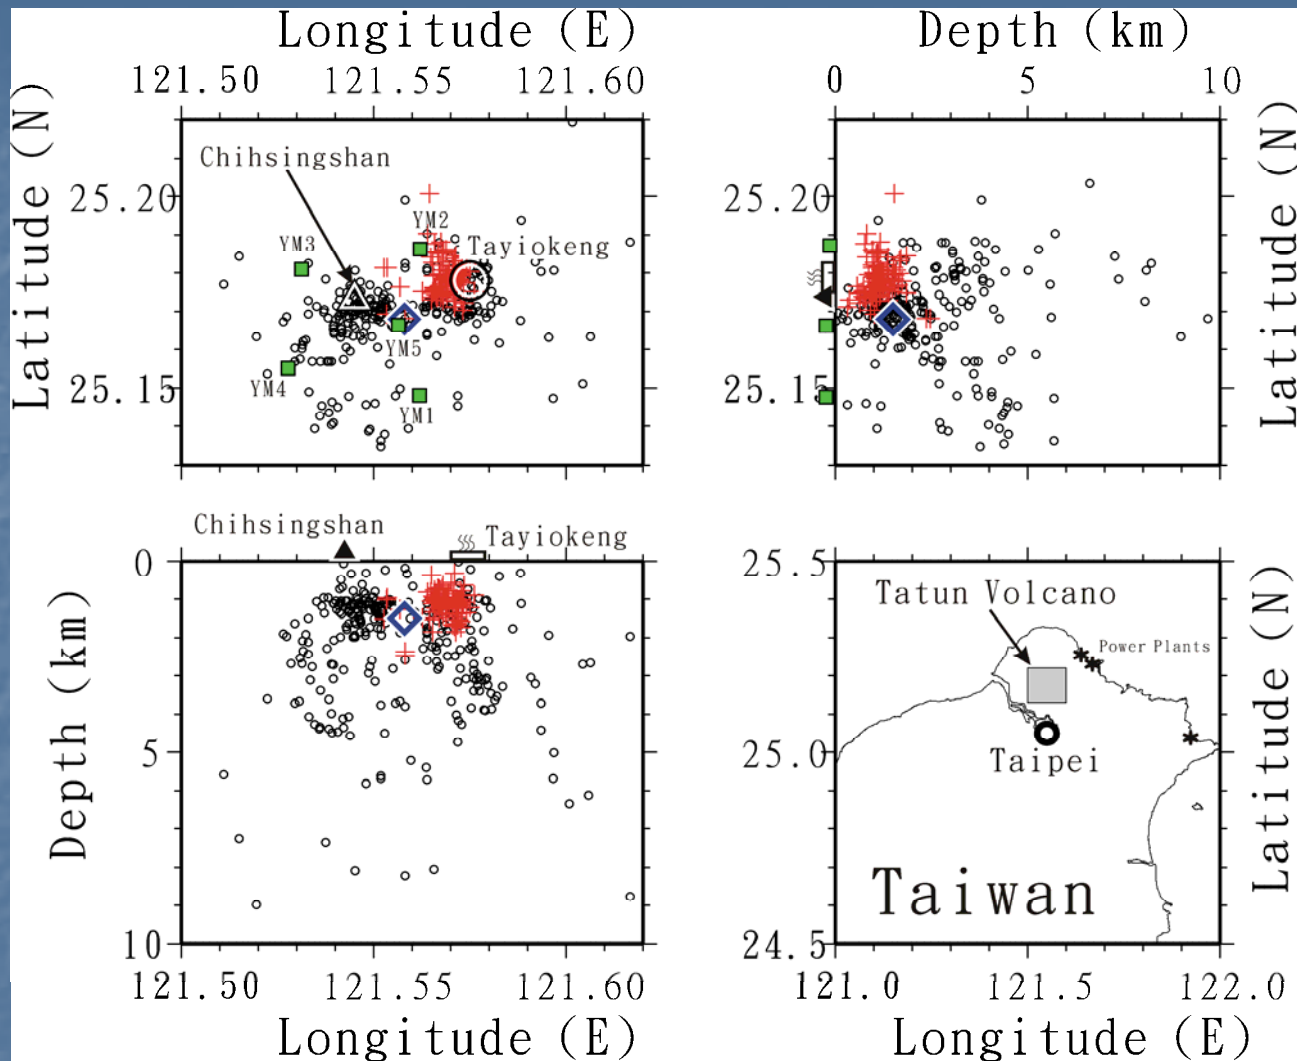 Longitude (E)
Depth (km)
121.50 121.55 121.60
0 5 10
Latitude (N)
Latitude (N)
Chihsingshan
25.20
25.20
YM2
Tayiokeng
YM3
YM5
YM4
25.15
25.15
YM1
Chihsingshan
Tayiokeng
0
25.5
Tatun Volcano
Power Plants
Depth (km)
Latitude (N)
5
25.0
Taipei
Taiwan
10
24.5
121.50 121.55 121.60
121.0 121.5 122.0
Longitude (E)
Longitude (E)